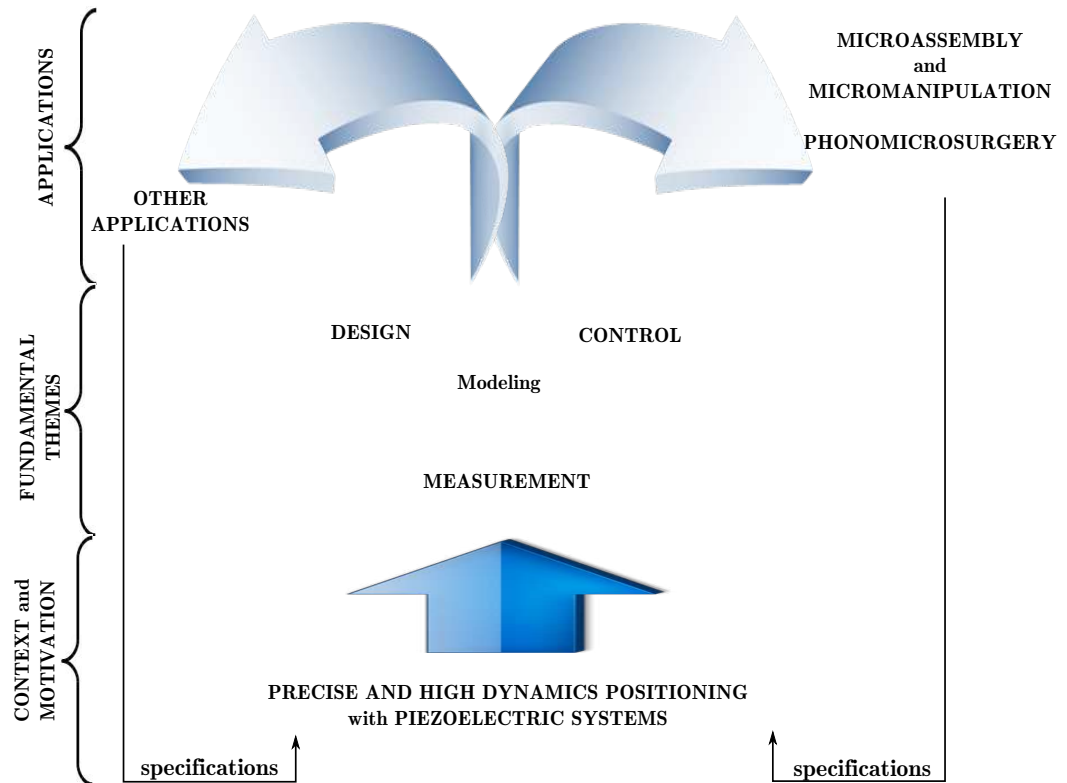 APPLICATIONS
MICROASSEMBLY
and
MICROMANIPULATION
PHONOMICROSURGERY
OTHER
APPLICATIONS
FUNDAMENTAL
THEMES
DESIGN
CONTROL
Modeling
MEASUREMENT
CONTEXT and
MOTIVATION
PRECISE AND HIGH DYNAMICS POSITIONING
with PIEZOELECTRIC SYSTEMS
specifications
specifications